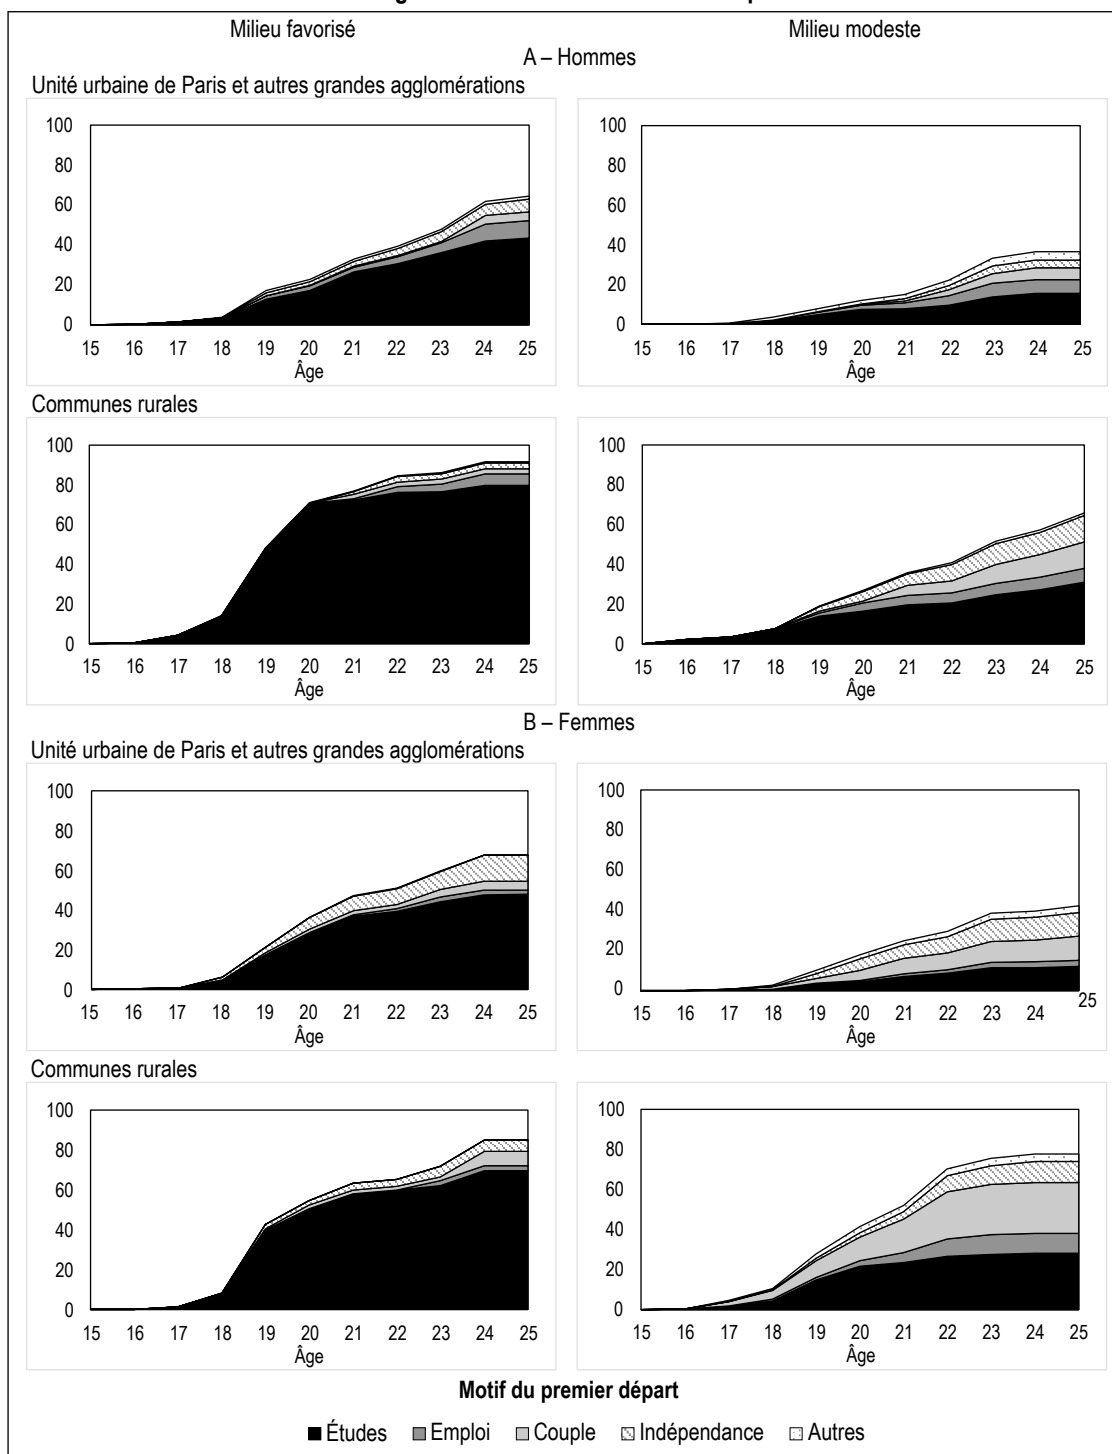 Milieu favorisé Milieu modeste
A – Hommes
Unité urbaine de Paris et autres grandes agglomérations
100 100
80 80
60 60
40 40
20 20
0 0
15 16 17 18 19 20 21 22 23 24 25 15 16 17 18 19 20 21 22 23 24 25
Âge Âge
Communes rurales
100 100
80 80
60 60
40 40
20 20
0 0
15 16 17 18 19 20 21 22 23 24 25 15 16 17 18 19 20 21 22 23 24 25
Âge Âge
B – Femmes
Unité urbaine de Paris et autres grandes agglomérations
100 100
80 80
60 60
40 40
20 20
0 0
15 16 17 18 19 20 21 22 23 24 25 15 16 17 18 19 20 21 22 23 24 25
Âge Âge
Communes rurales
100 100
80 80
60 60
40 40
20 20
0 0
15 16 17 18 19 20 21 22 23 24 25 15 16 17 18 19 20 21 22 23 24 25
Âge Âge
Motif du premier départ
Études Emploi Couple Indépendance Autres